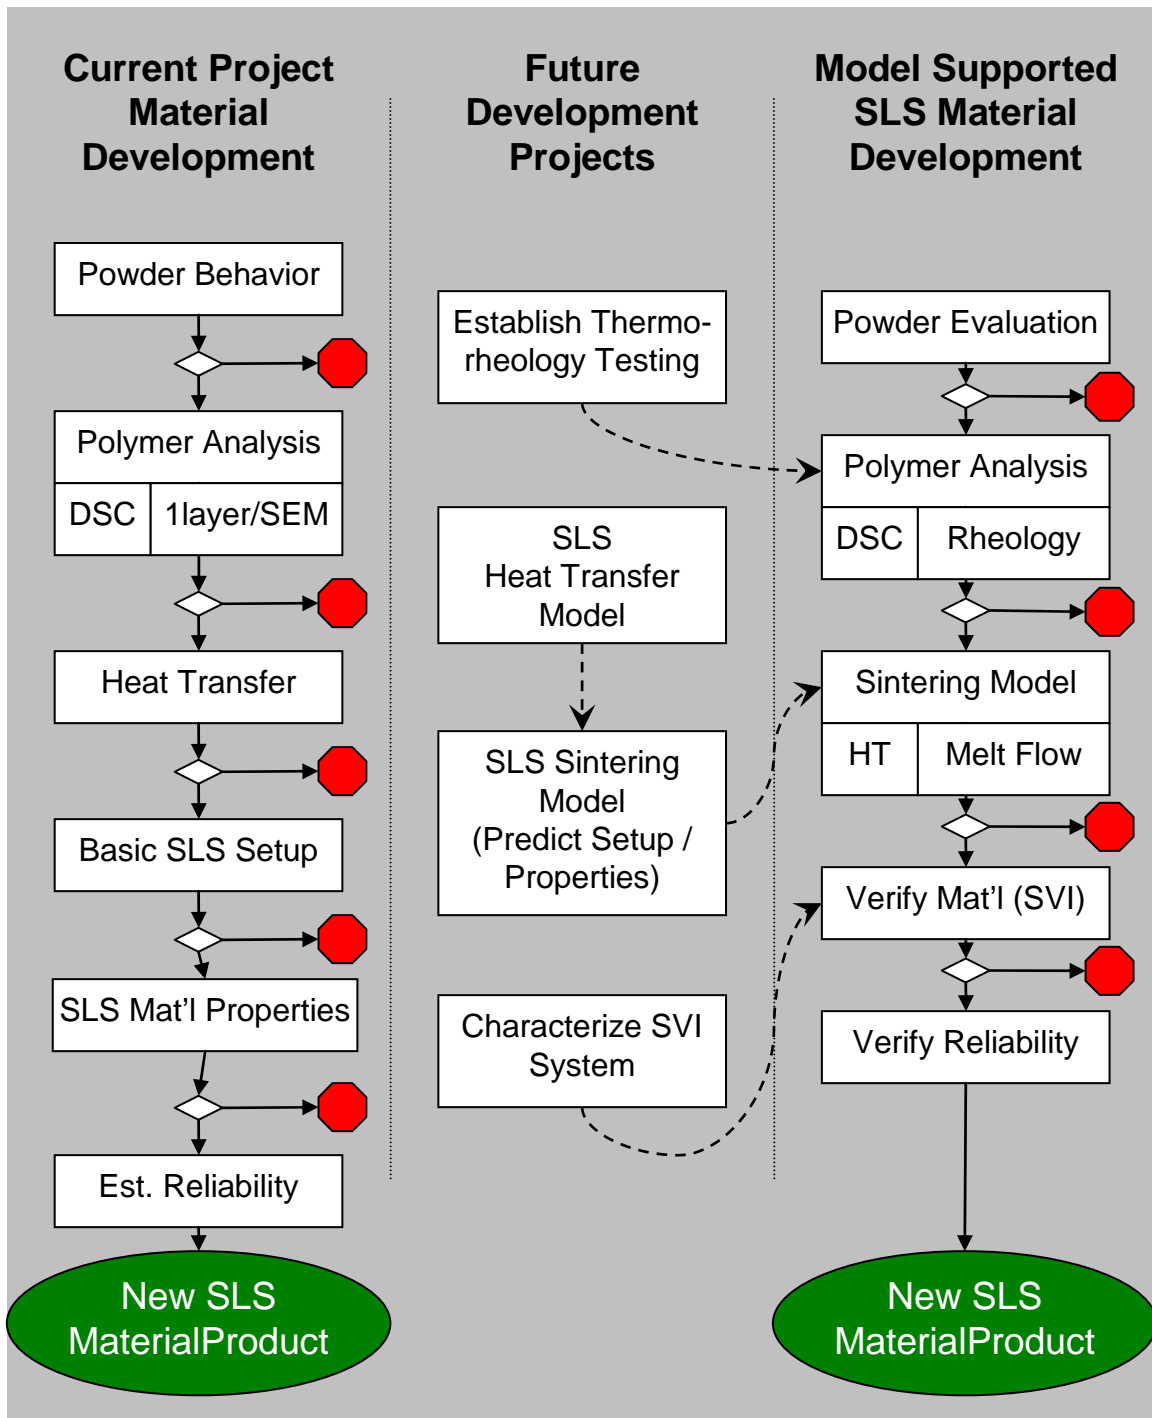 Current Project
Material
Development
Future
Development
Projects
Model Supported
SLS Material
Development
Powder Behavior
Polymer Analysis
DSC
1layer/SEM
Heat Transfer
Basic SLS Setup
SLS Mat'l Properties
Est. Reliability
New SLS
MaterialProduct
Establish Thermo-
rheology Testing
SLS
Heat Transfer
Model
SLS Sintering
Model
(Predict Setup /
Properties)
Characterize SVI
System
Powder Evaluation
Polymer Analysis
DSC
Rheology
Sintering Model
HT
Melt Flow
Verify Mat'l (SVI)
Verify Reliability
New SLS
MaterialProduct